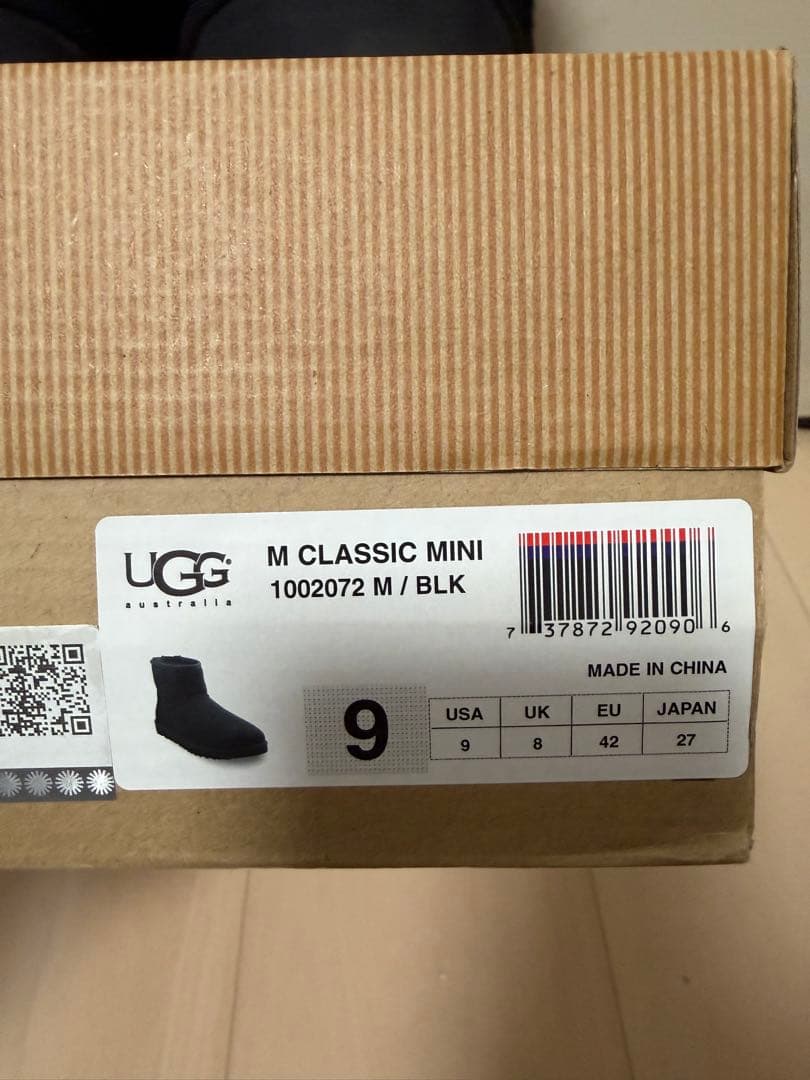 UGG
australia
M CLASSIC MINI
1002072 M / BLK
7 37872 92090 6
MADE IN CHINA
9
USA UK EU JAPAN
9 8 42 27